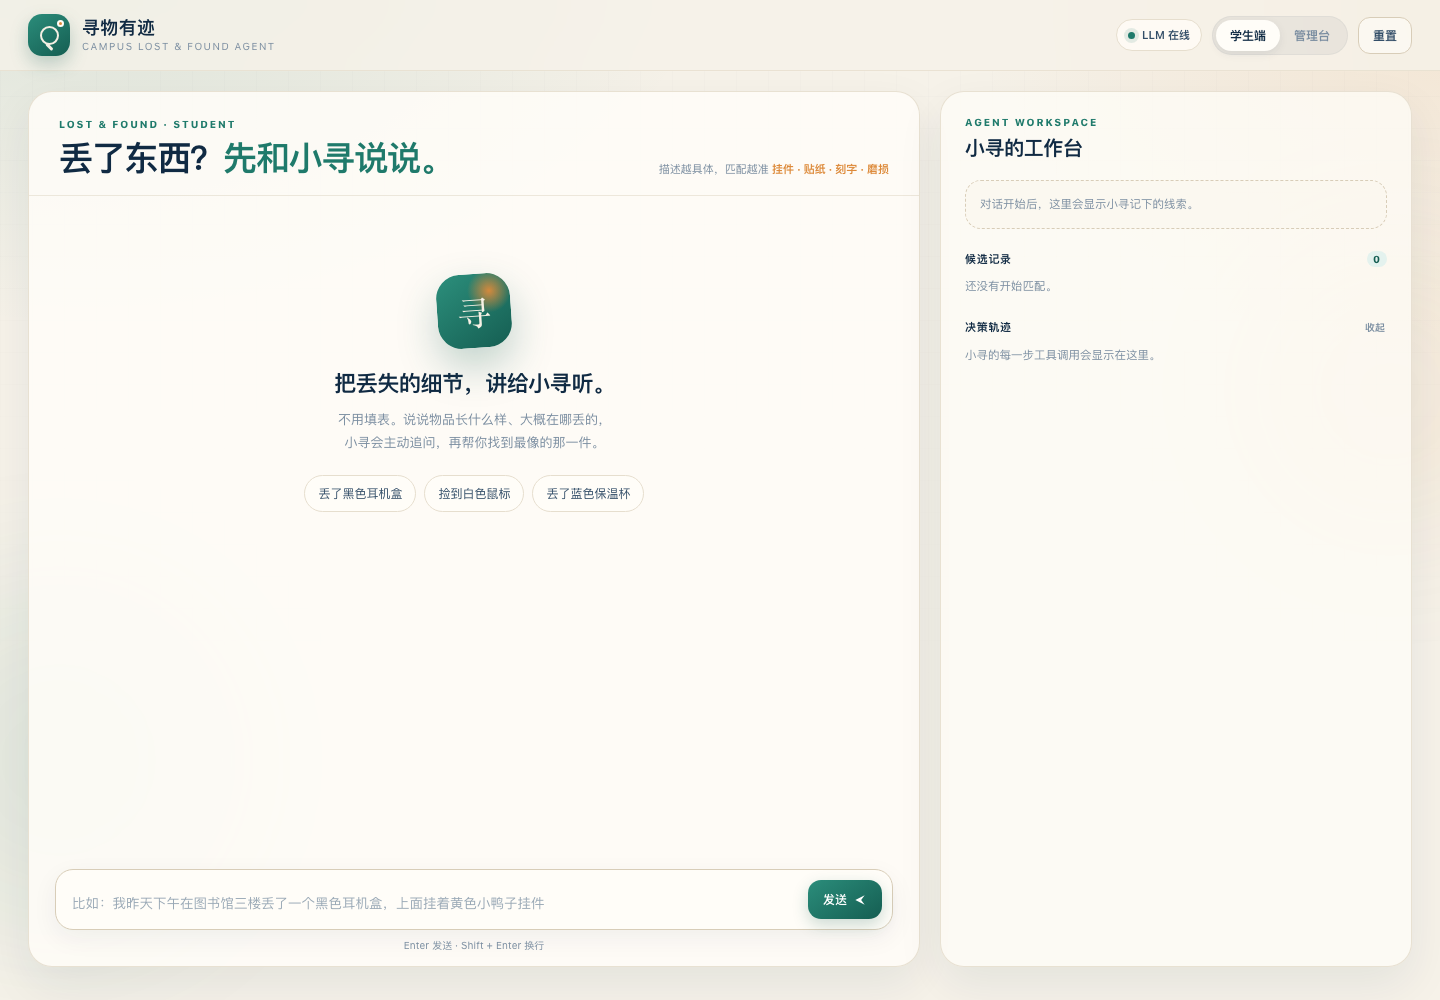 寻物有迹
CAMPUS LOST & FOUND AGENT
LLM 在线
学生端
管理台
重置
LOST & FOUND · STUDENT
丢了东西? 先和小寻说说。
描述越具体，匹配越准 挂件 · 贴纸 · 刻字 · 磨损
寻
把丢失的细节，讲给小寻听。
不用填表。说说物品长什么样、大概在哪丢的，
小寻会主动追问，再帮你找到最像的那一件。
丢了黑色耳机盒
捡到白色鼠标
丢了蓝色保温杯
比如：我昨天下午在图书馆三楼丢了一个黑色耳机盒，上面挂着黄色小鸭子挂件
发送
Enter 发送 · Shift + Enter 换行
AGENT WORKSPACE
小寻的工作台
对话开始后，这里会显示小寻记下的线索。
候选记录
0
还没有开始匹配。
决策轨迹
收起
小寻的每一步工具调用会显示在这里。